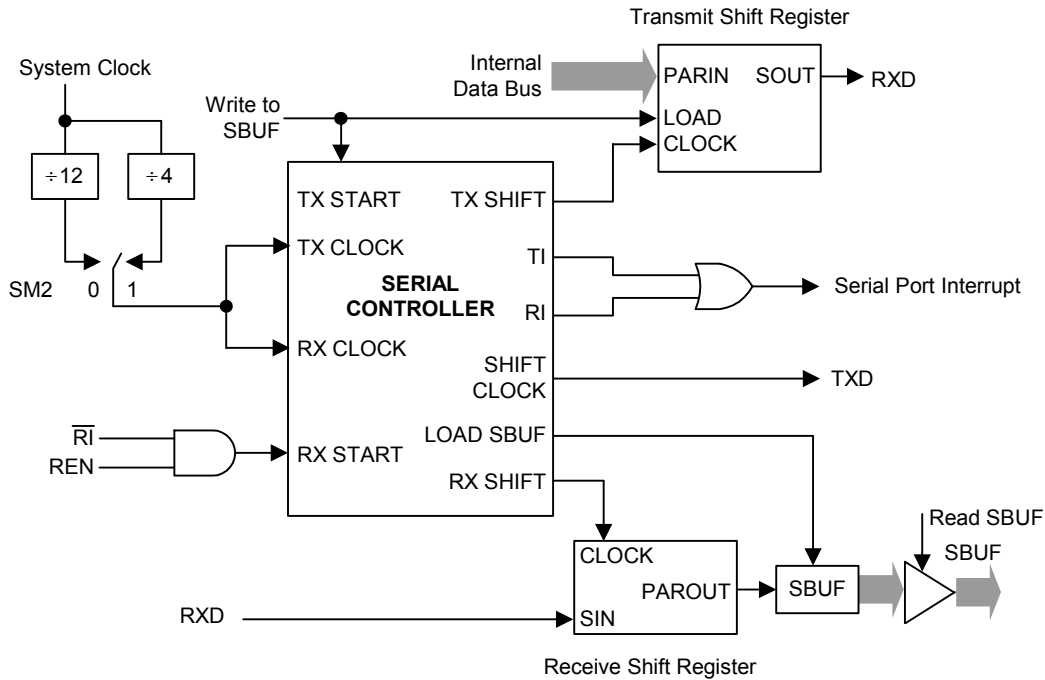 Transmit Shift Register
System Clock
Internal
Data Bus
PARIN SOUT
RXD
Write to
SBUF
LOAD
CLOCK
÷12
÷4
TX START
TX SHIFT
TX CLOCK
TI
SERIAL
CONTROLLER
Serial Port Interrupt
SM2 0 1
RI
RX CLOCK
SHIFT
CLOCK
TXD
R̅I̅
REN
LOAD SBUF
RX START
RX SHIFT
Read SBUF
SBUF
CLOCK
PAROUT
SBUF
RXD
SIN
Receive Shift Register